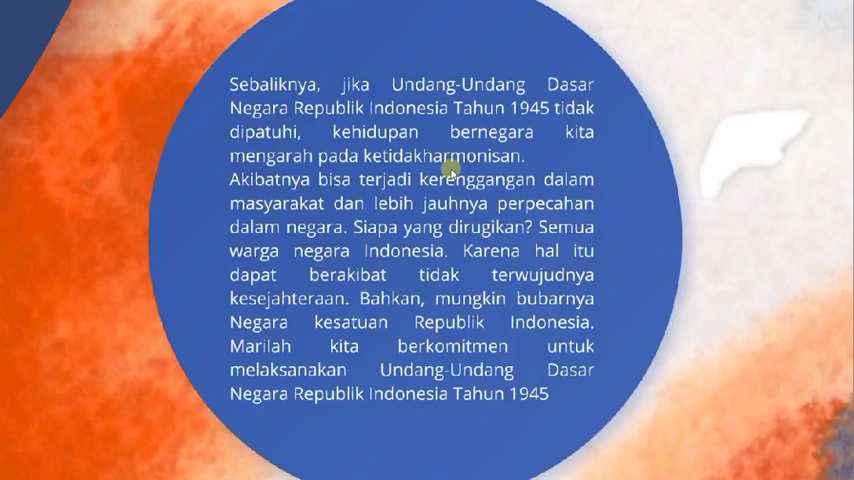 Sebaliknya, jika Undang-Undang Dasar
Negara Republik Indonesia Tahun 1945 tidak
dipatuhi, kehidupan bernegara kita
mengarah pada ketidakharmonisan.
Akibatnya bisa terjadi kerenggangan dalam
masyarakat dan lebih jauhnya perpecahan
dalam negara. Siapa yang dirugikan? Semua
warga negara Indonesia. Karena hal itu
dapat berakibat tidak terwujudnya
kesejahteraan. Bahkan, mungkin bubarnya
Negara kesatuan Republik Indonesia.
Marilah kita berkomitmen untuk
melaksanakan Undang-Undang Dasar
Negara Republik Indonesia Tahun 1945